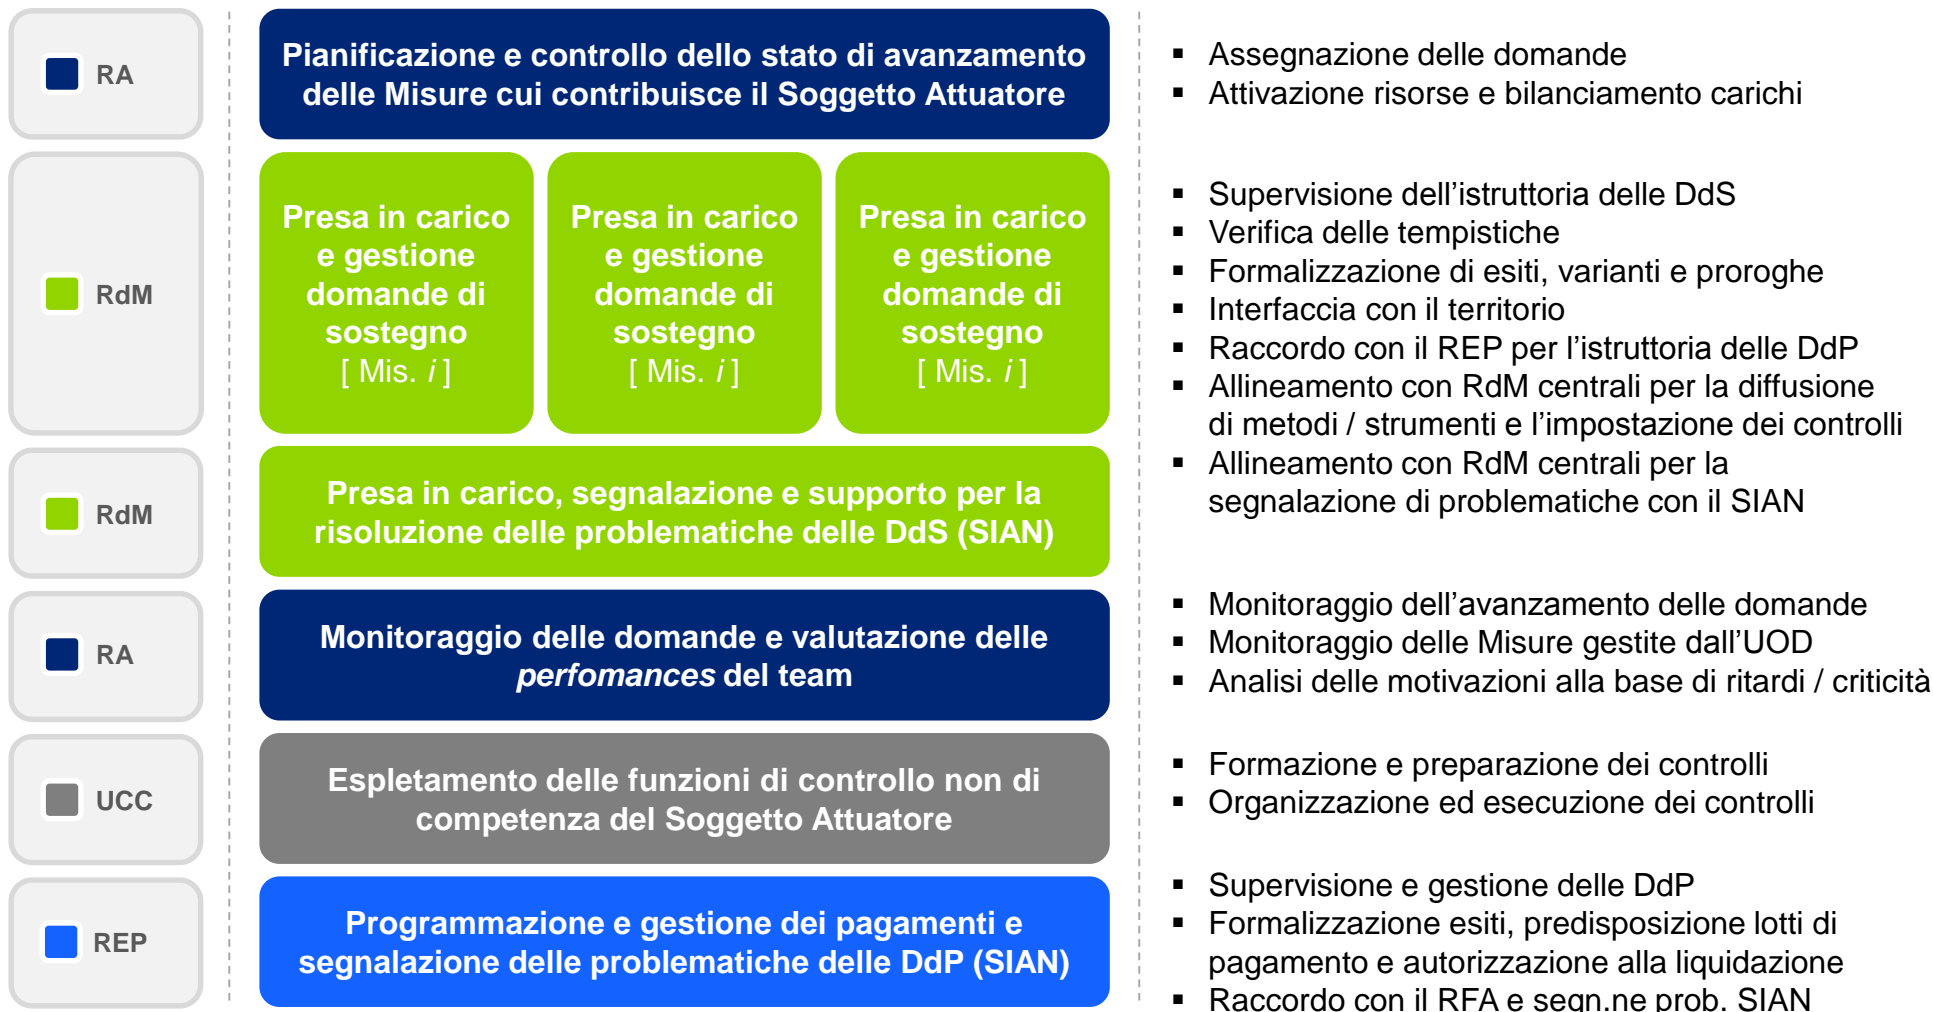 RA
Pianificazione e controllo dello stato di avanzamento
delle Misure cui contribuisce il Soggetto Attuatore
▪ Assegnazione delle domande
▪ Attivazione risorse e bilanciamento carichi
RdM
Presa in carico
e gestione
domande di
sostegno
[ Mis. i ]
Presa in carico
e gestione
domande di
sostegno
[ Mis. i ]
Presa in carico
e gestione
domande di
sostegno
[ Mis. i ]
▪ Supervisione dell’istruttoria delle DdS
▪ Verifica delle tempistiche
▪ Formalizzazione di esiti, varianti e proroghe
▪ Interfaccia con il territorio
▪ Raccordo con il REP per l’istruttoria delle DdP
▪ Allineamento con RdM centrali per la diffusione
di metodi / strumenti e l’impostazione dei controlli
▪ Allineamento con RdM centrali per la
segnalazione di problematiche con il SIAN
RdM
Presa in carico, segnalazione e supporto per la
risoluzione delle problematiche delle DdS (SIAN)
RA
Monitoraggio delle domande e valutazione delle
perfomances del team
▪ Monitoraggio dell’avanzamento delle domande
▪ Monitoraggio delle Misure gestite dall’UOD
▪ Analisi delle motivazioni alla base di ritardi / criticità
UCC
Espletamento delle funzioni di controllo non di
competenza del Soggetto Attuatore
▪ Formazione e preparazione dei controlli
▪ Organizzazione ed esecuzione dei controlli
REP
Programmazione e gestione dei pagamenti e
segnalazione delle problematiche delle DdP (SIAN)
▪ Supervisione e gestione delle DdP
▪ Formalizzazione esiti, predisposizione lotti di
pagamento e autorizzazione alla liquidazione
▪ Raccordo con il RFA e segn.ne prob. SIAN